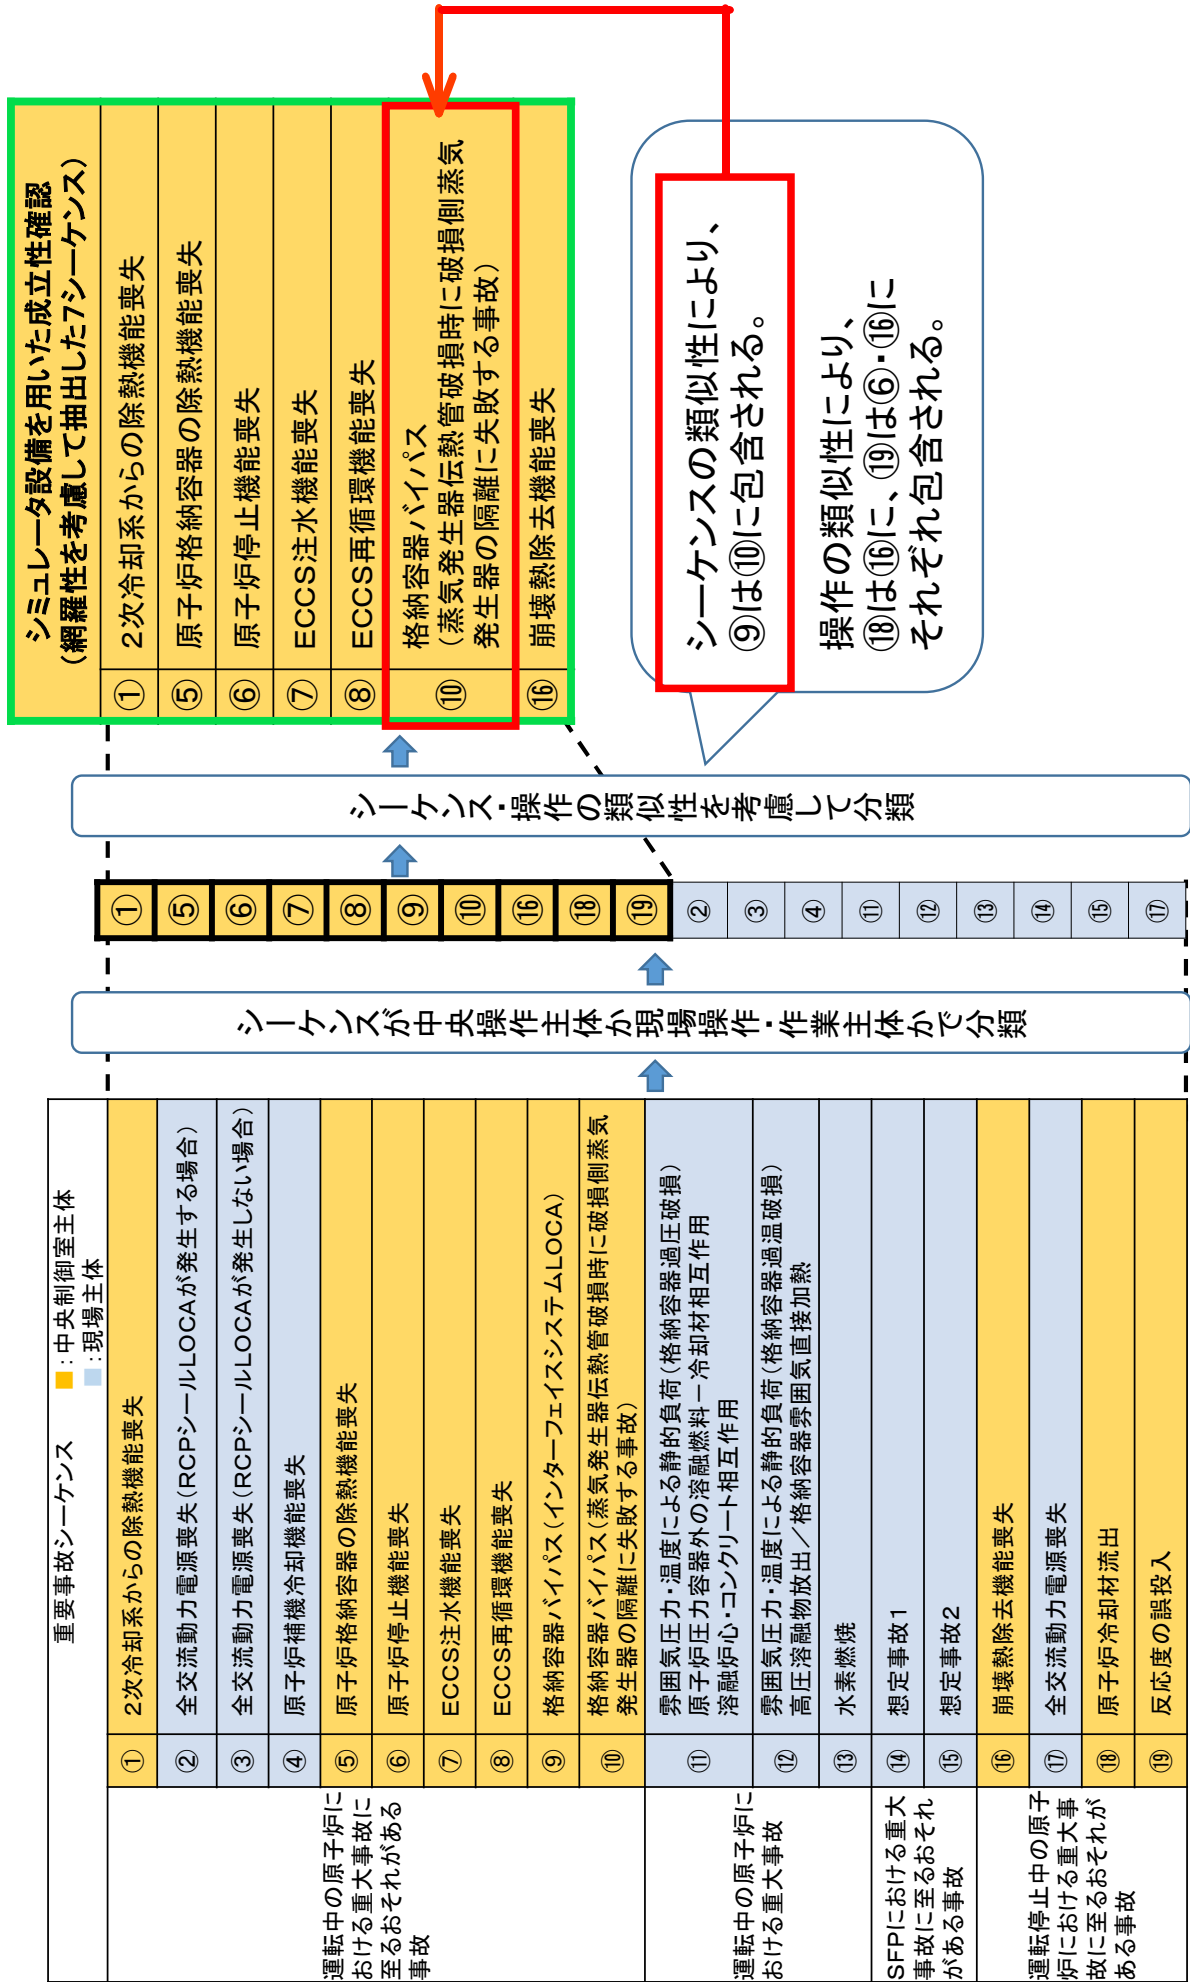 重要事故シーケンス
■：中央制御室主体
■：現場主体
運転中の原子炉に
おける重大事故に
至るおそれがある
事故
① 2次冷却系からの除熱機能喪失
② 全交流動力電源喪失（RCPシールLOCAが発生する場合）
③ 全交流動力電源喪失（RCPシールLOCAが発生しない場合）
④ 原子炉補機冷却機能喪失
⑤ 原子炉格納容器の除熱機能喪失
⑥ 原子炉停止機能喪失
⑦ ECCS注水機能喪失
⑧ ECCS再循環機能喪失
⑨ 格納容器バイパス（インターフェイスシステムLOCA）
⑩ 格納容器バイパス（蒸気発生器伝熱管破損時に破損側蒸気
発生器の隔離に失敗する事故）
運転中の原子炉に
おける重大事故
⑪ 雰囲気圧力・温度による静的負荷（格納容器過圧破損）
原子炉圧力容器外の溶融燃料－冷却材相互作用
溶融炉心・コンクリート相互作用
⑫ 雰囲気圧力・温度による静的負荷（格納容器過温破損）
高圧溶融物放出／格納容器雰囲気直接加熱
⑬ 水素燃焼
SFPにおける重大
事故に至るおそれ
がある事故
⑭ 想定事故1
⑮ 想定事故2
運転停止中の原子
炉における重大事
故に至るおそれが
ある事故
⑯ 崩壊熱除去機能喪失
⑰ 全交流動力電源喪失
⑱ 原子炉冷却材流出
⑲ 反応度の誤投入
シーケンスが中央操作主体か現場操作・作業主体かで分類
①
⑤
⑥
⑦
⑧
⑨
⑩
⑯
⑱
⑲
②
③
④
⑪
⑫
⑬
⑭
⑮
⑰
シーケンス・操作の類似性を考慮して分類
シミュレータ設備を用いた成立性確認
（網羅性を考慮して抽出した7シーケンス）
① 2次冷却系からの除熱機能喪失
⑤ 原子炉格納容器の除熱機能喪失
⑥ 原子炉停止機能喪失
⑦ ECCS注水機能喪失
⑧ ECCS再循環機能喪失
⑩ 格納容器バイパス
（蒸気発生器伝熱管破損時に破損側蒸気
発生器の隔離に失敗する事故）
⑯ 崩壊熱除去機能喪失
シーケンスの類似性により、
⑨は⑩に包含される。
操作の類似性により、
⑱は⑯に、⑲は⑥・⑯に
それぞれ包含される。